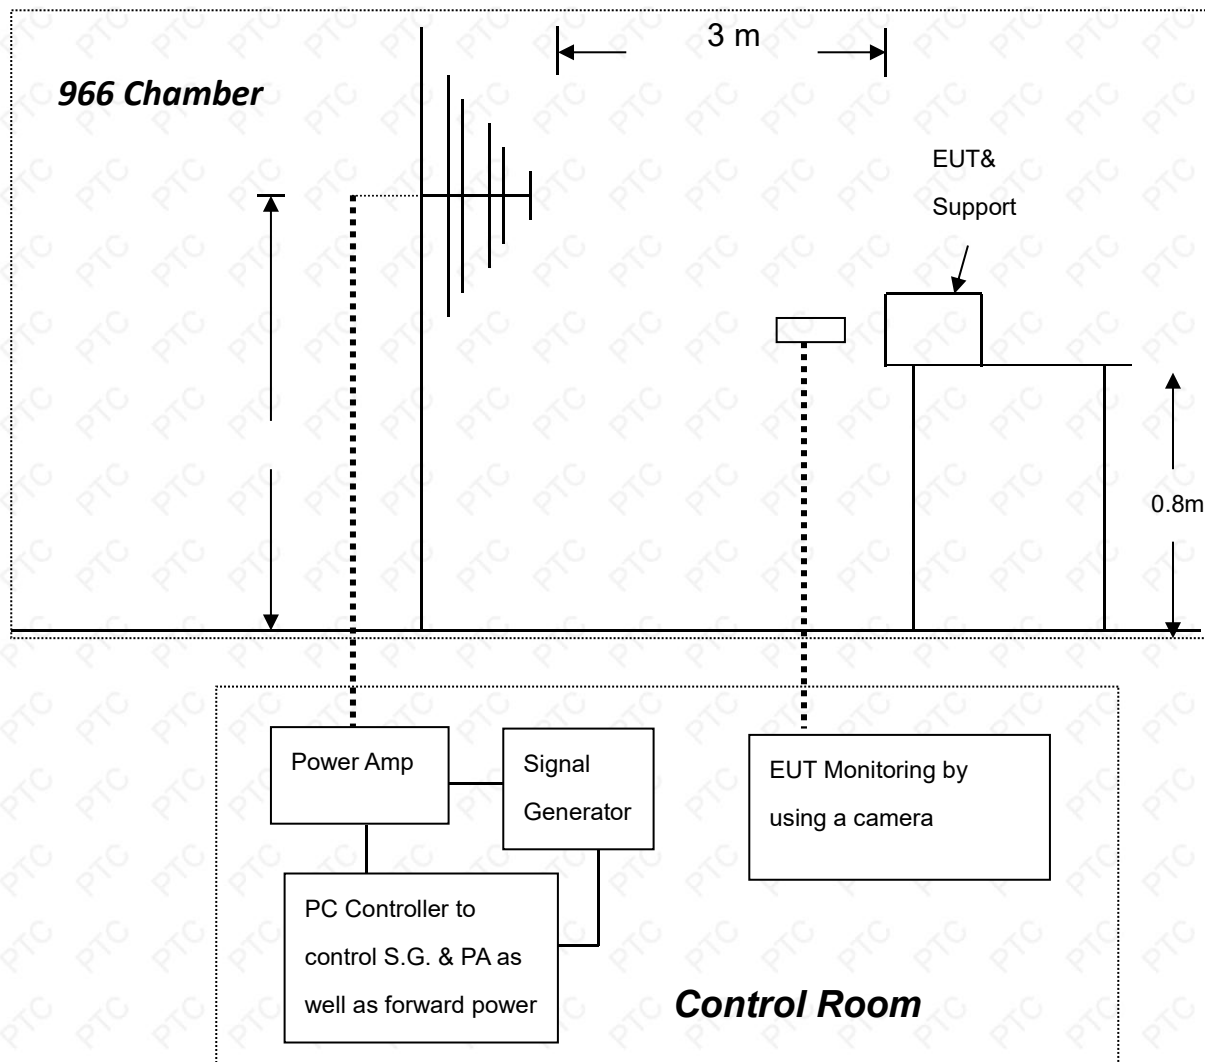 3 m
966 Chamber
EUT&
Support
0.8m
Power Amp
Signal
Generator
EUT Monitoring by
using a camera
PC Controller to
control S.G. & PA as
well as forward power
Control Room
PTC